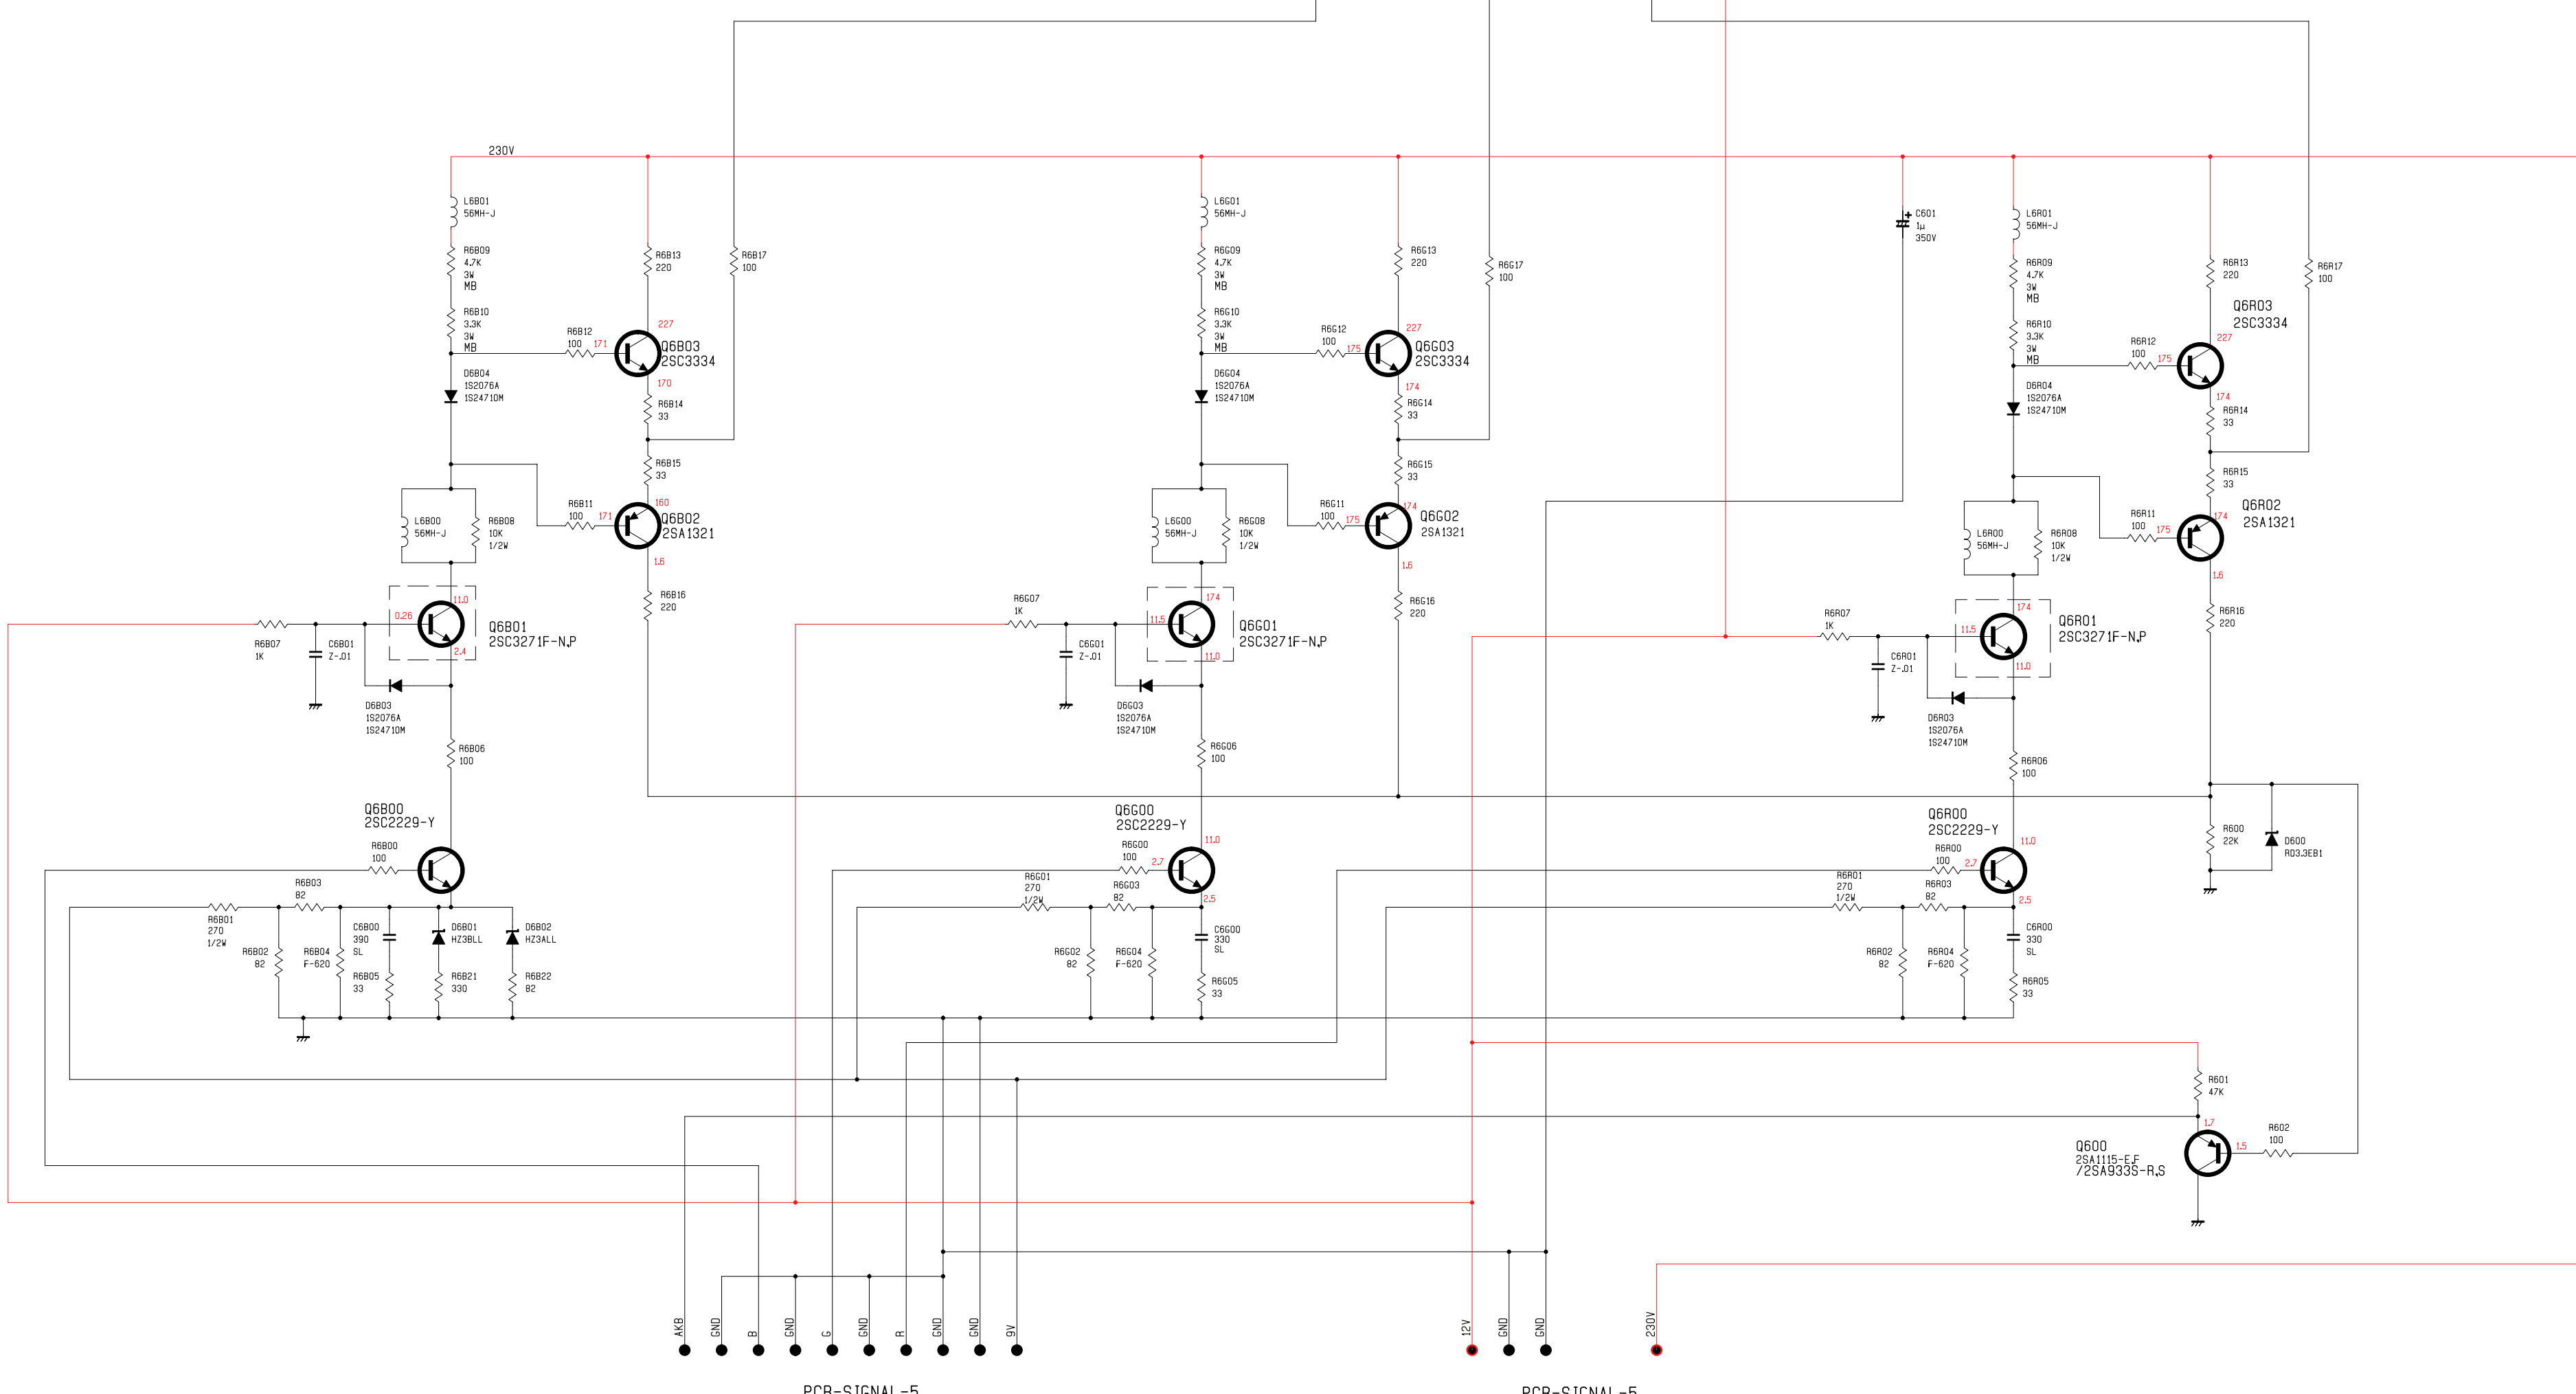 230V
L6B01
56MH-J
R6B09
4.7K
3W
MB
R6B10
3.3K
3W
MB
R6B13
220
R6B17
100
R6B12
100
171
227
Q6B03
2SC3334
170
D6B04
1S2076A
1S2471OM
R6B14
33
R6B15
33
R6B11
100
171
160
Q6B02
2SA1321
1.6
L6B00
56MH-J
R6B08
10K
1/2W
R6B16
220
0.26
11.0
2.4
Q6B01
2SC3271F-N,P
R6B07
1K
C6B01
Z-.01
D6B03
1S2076A
1S2471OM
R6B06
100
Q6B00
2SC2229-Y
R6B00
100
R6B03
82
R6B01
270
1/2W
R6B02
82
R6B04
F-620
C6B00
390
SL
R6B05
33
D6B01
HZ3BLL
R6B21
330
D6B02
HZ3ALL
R6B22
82
L6G01
56MH-J
R6G09
4.7K
3W
MB
R6G10
3.3K
3W
MB
R6G13
220
R6G17
100
R6G12
100
175
227
Q6G03
2SC3334
174
D6G04
1S2076A
1S2471OM
R6G14
33
R6G15
33
R6G11
100
175
174
Q6G02
2SA1321
1.6
L6G00
56MH-J
R6G08
10K
1/2W
R6G16
220
R6G07
1K
11.5
174
11.0
Q6G01
2SC3271F-N,P
C6G01
Z-.01
D6G03
1S2076A
1S2471OM
R6G06
100
Q6G00
2SC2229-Y
11.0
R6G00
100
2.7
2.5
R6G01
270
1/2W
R6G03
82
R6G02
82
R6G04
F-620
C6G00
330
SL
R6G05
33
C601
1µ
350V
L6R01
56MH-J
R6R09
4.7K
3W
MB
R6R10
3.3K
3W
MB
R6R13
220
R6R17
100
Q6R03
2SC3334
227
R6R12
100
175
174
D6R04
1S2076A
1S2471OM
R6R14
33
R6R15
33
R6R11
100
175
174
Q6R02
2SA1321
1.6
L6R00
56MH-J
R6R08
10K
1/2W
R6R16
220
R6R07
1K
11.5
174
11.0
Q6R01
2SC3271F-N,P
C6R01
Z-.01
D6R03
1S2076A
1S2471OM
R6R06
100
Q6R00
2SC2229-Y
11.0
R6R00
100
2.7
2.5
R6R01
270
1/2W
R6R03
82
R6R02
82
R6R04
F-620
C6R00
330
SL
R6R05
33
R600
22K
D600
RD3.3EB1
R601
47K
1.7
1.5
R602
100
Q600
2SA1115-E,F
/2SA933S-R,S
AKB
GND
B
GND
G
GND
R
GND
GND
9V
12V
GND
GND
230V
PCB-SIGNAL-5
PCB-SIGNAL-5